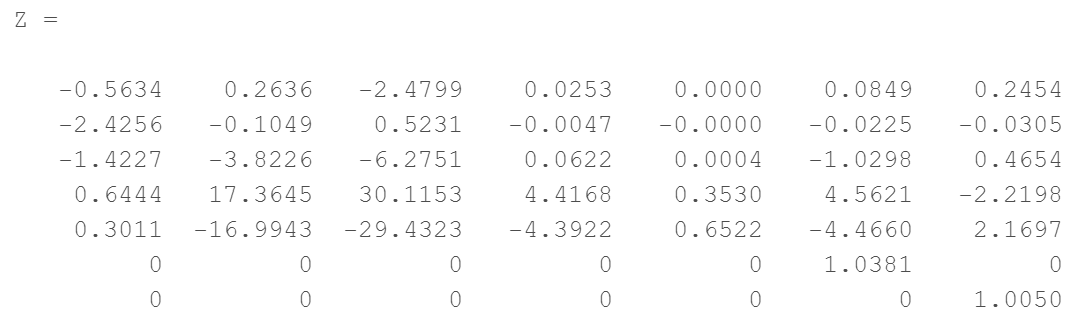 Z =
-0.5634 0.2636 -2.4799 0.0253 0.0000 0.0849 0.2454
-2.4256 -0.1049 0.5231 -0.0047 -0.0000 -0.0225 -0.0305
-1.4227 -3.8226 -6.2751 0.0622 0.0004 -1.0298 0.4654
0.6444 17.3645 30.1153 4.4168 0.3530 4.5621 -2.2198
0.3011 -16.9943 -29.4323 -4.3922 0.6522 -4.4660 2.1697
0 0 0 0 0 1.0381 0
0 0 0 0 0 0 1.0050